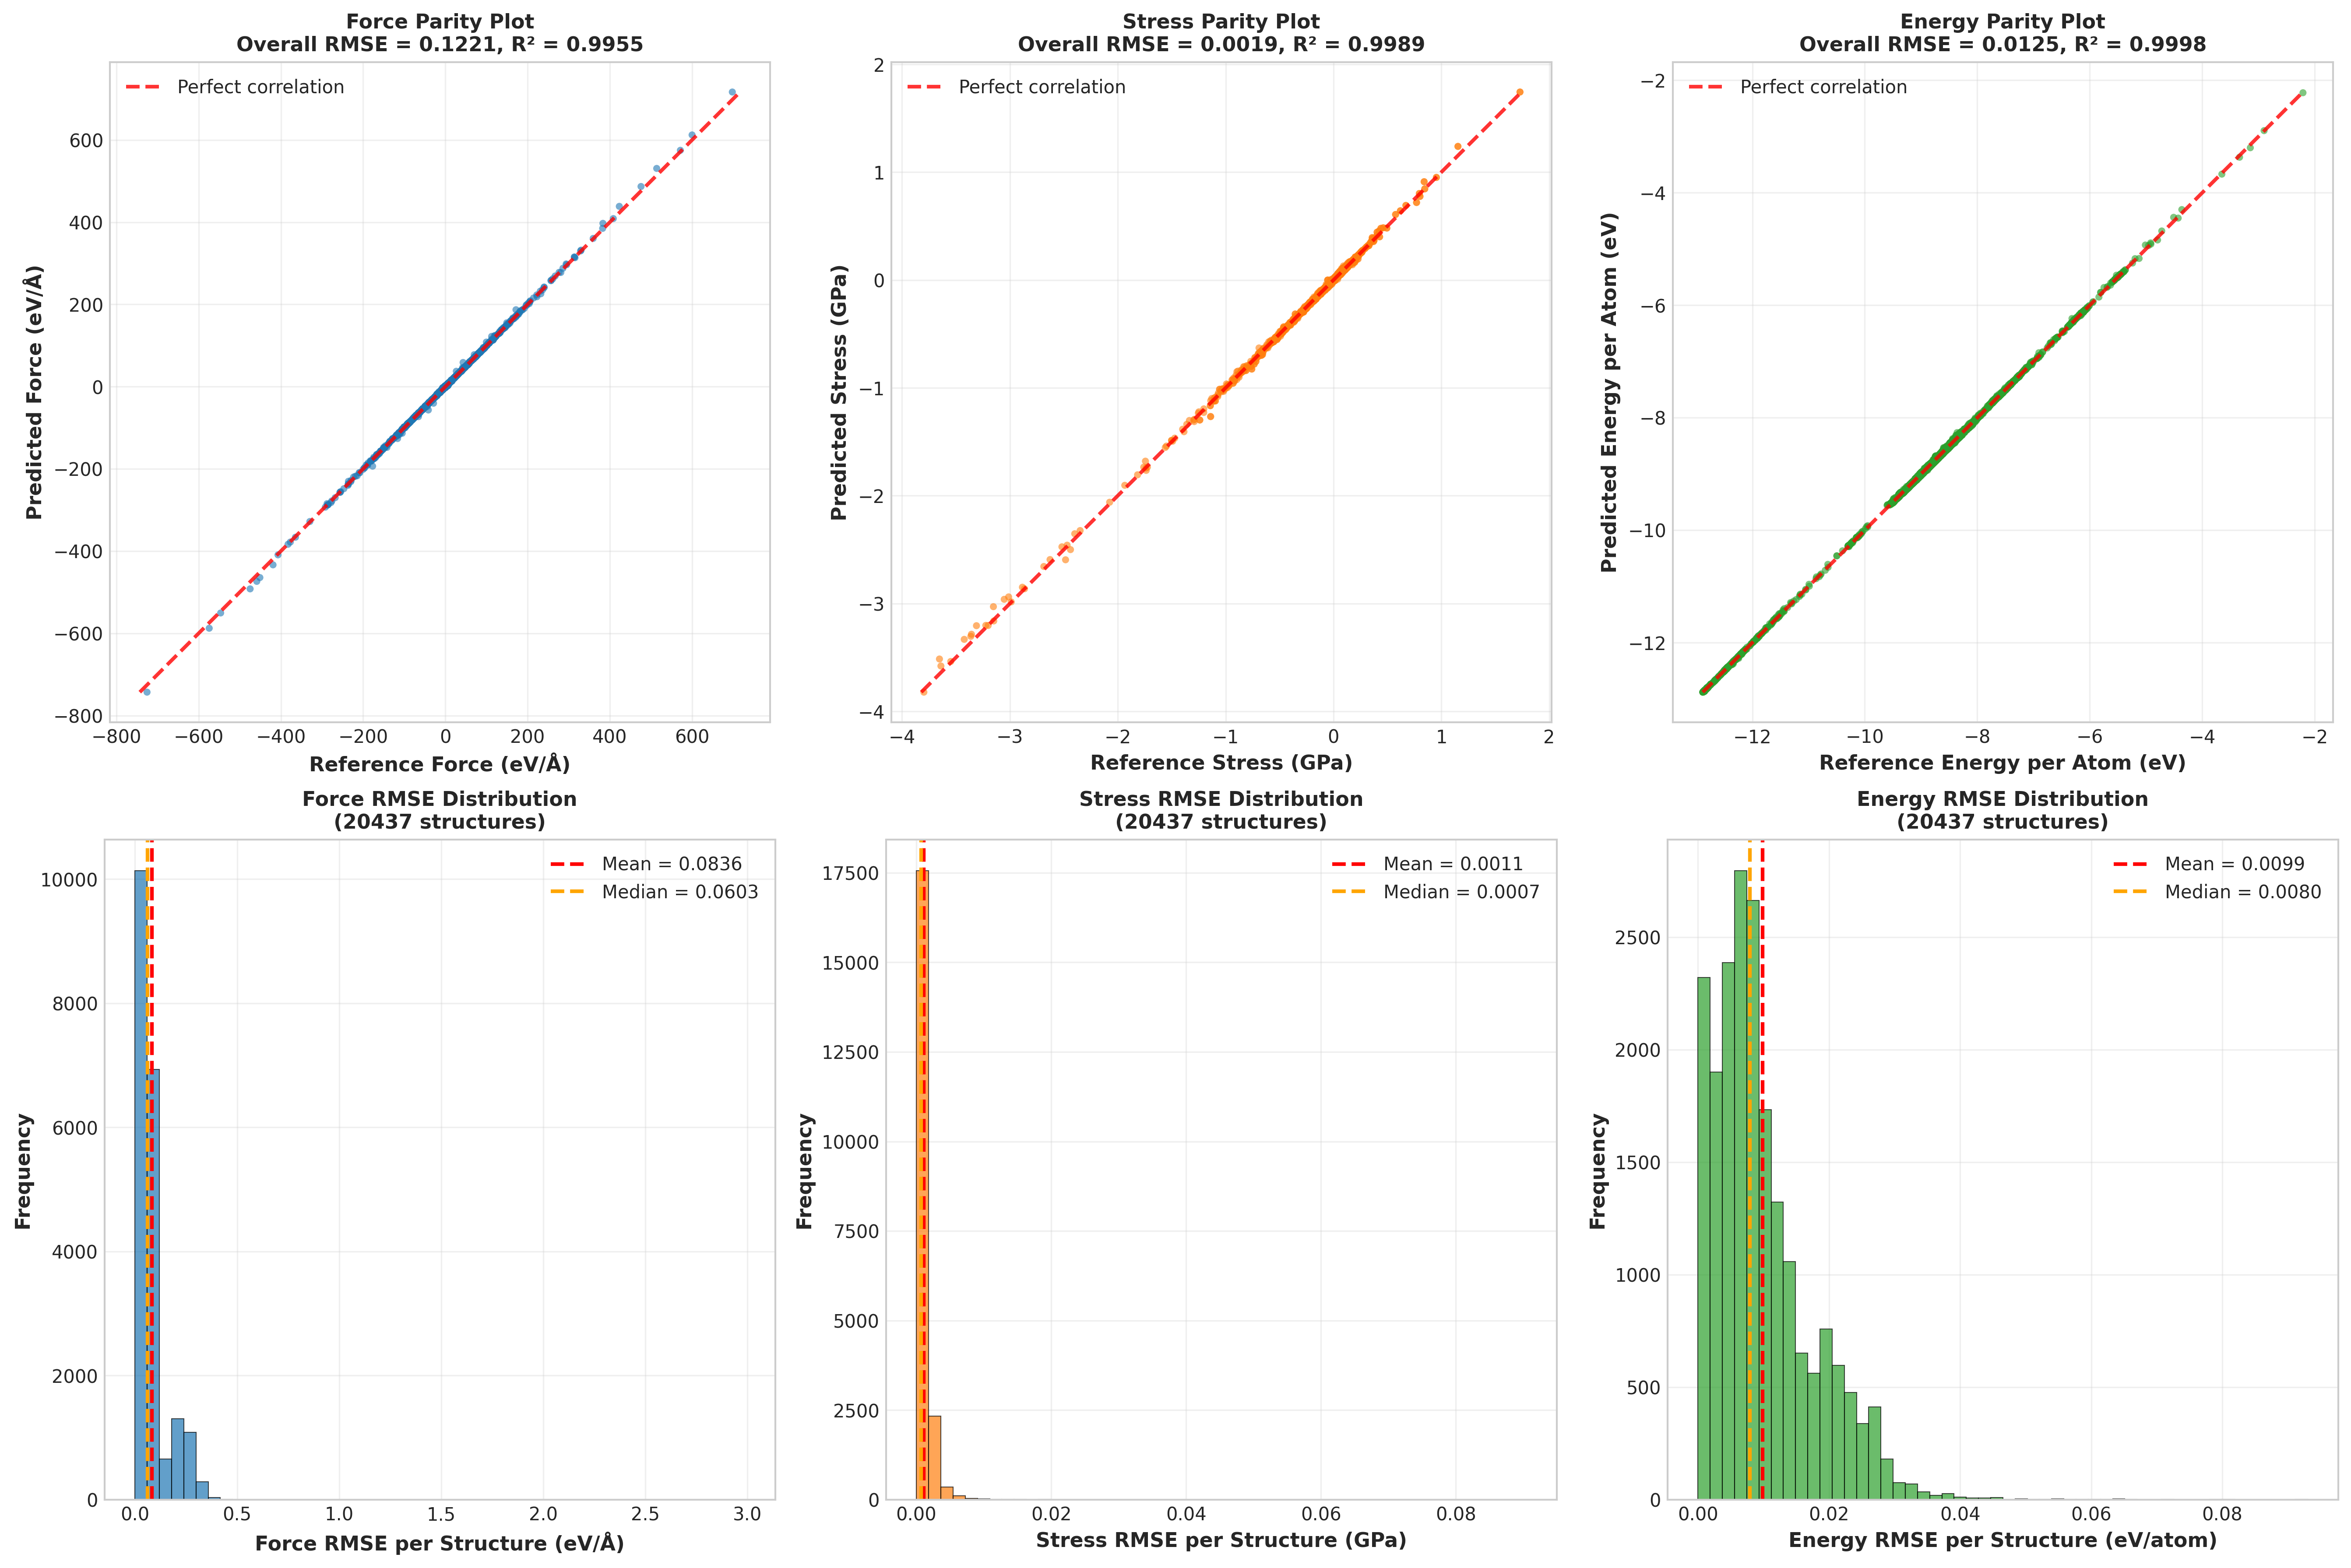 Force Parity Plot
Overall RMSE = 0.1221, R² = 0.9955
Perfect correlation
600
400
200
0
−200
−400
−600
−800
Predicted Force (eV/Å)
−800 −600 −400 −200 0 200 400 600
Reference Force (eV/Å)
Stress Parity Plot
Overall RMSE = 0.0019, R² = 0.9989
Perfect correlation
2
1
0
−1
−2
−3
−4
Predicted Stress (GPa)
−4 −3 −2 −1 0 1 2
Reference Stress (GPa)
Energy Parity Plot
Overall RMSE = 0.0125, R² = 0.9998
Perfect correlation
−2
−4
−6
−8
−10
−12
Predicted Energy per Atom (eV)
−12 −10 −8 −6 −4 −2
Reference Energy per Atom (eV)
Force RMSE Distribution
(20437 structures)
Mean = 0.0836
Median = 0.0603
10000
8000
6000
4000
2000
0
Frequency
0.0 0.5 1.0 1.5 2.0 2.5 3.0
Force RMSE per Structure (eV/Å)
Stress RMSE Distribution
(20437 structures)
Mean = 0.0011
Median = 0.0007
17500
15000
12500
10000
7500
5000
2500
0
Frequency
0.00 0.02 0.04 0.06 0.08
Stress RMSE per Structure (GPa)
Energy RMSE Distribution
(20437 structures)
Mean = 0.0099
Median = 0.0080
2500
2000
1500
1000
500
0
Frequency
0.00 0.02 0.04 0.06 0.08
Energy RMSE per Structure (eV/atom)